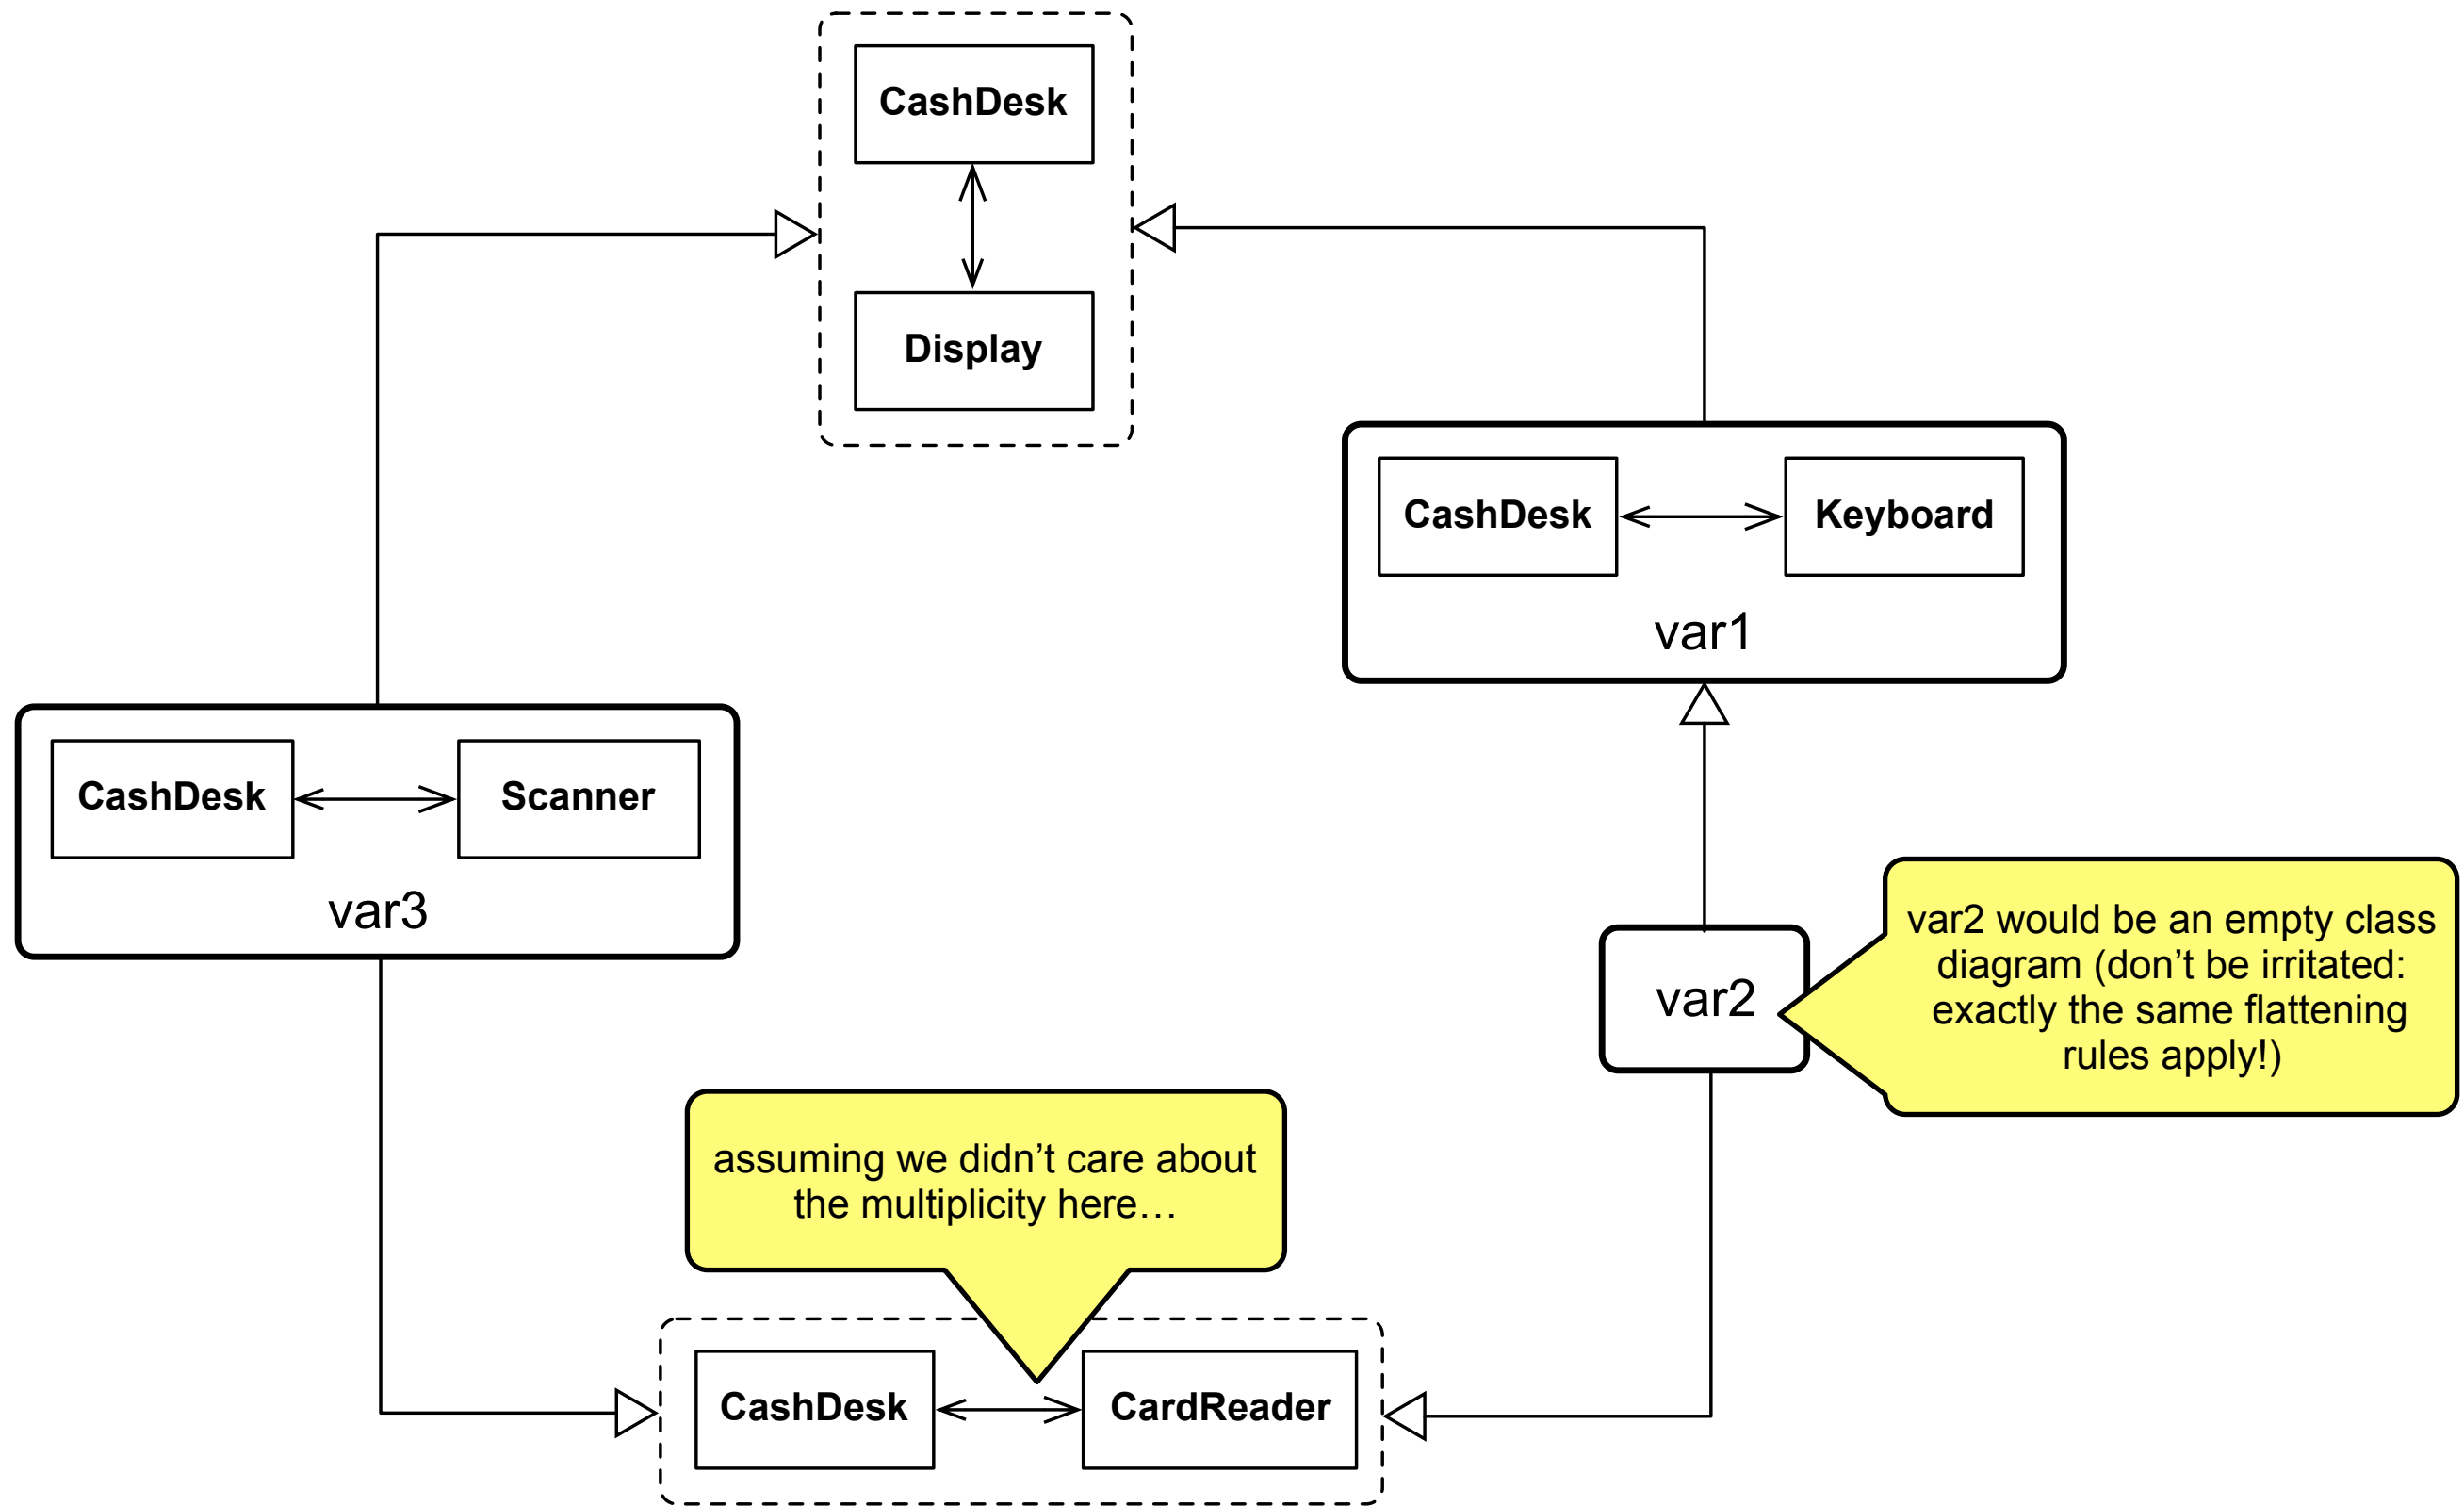 CashDesk
Display
CashDesk
Keyboard
var1
CashDesk
Scanner
var3
var2
var2 would be an empty class
diagram (don’t be irritated:
exactly the same flattening
rules apply!)
assuming we didn’t care about
the multiplicity here…
CashDesk
CardReader